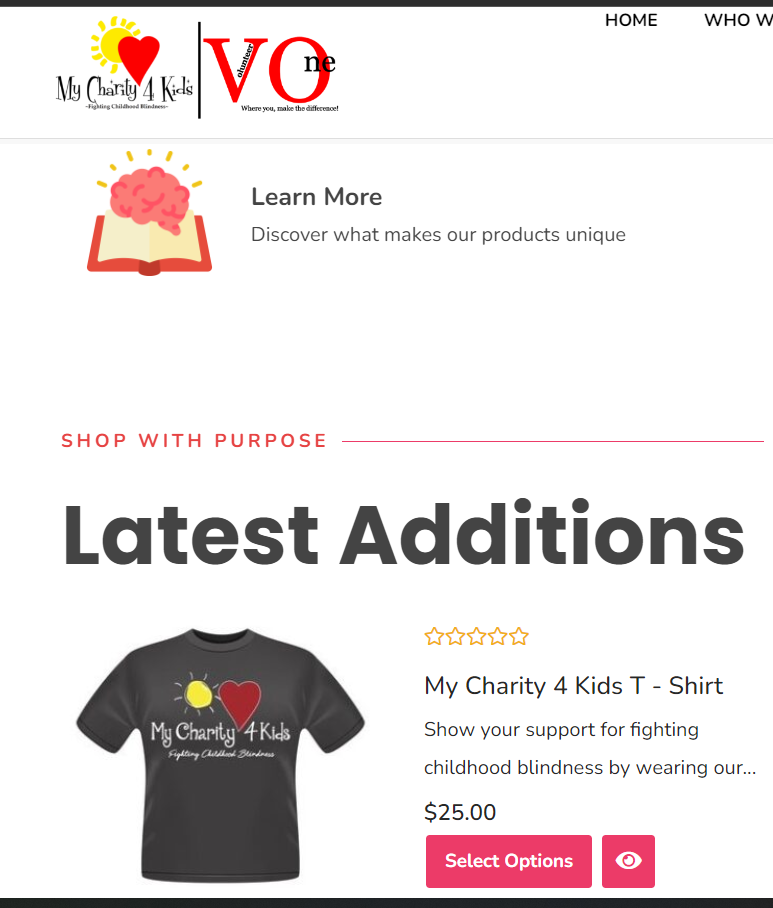 HOME WHO W
My Charity 4 Kids
~Fighting Childhood Blindness~
Volunteer One
Where you, make the difference!
Learn More
Discover what makes our products unique
SHOP WITH PURPOSE
Latest Additions
My Charity 4 Kids
Fighting Childhood Blindness
My Charity 4 Kids T - Shirt
Show your support for fighting
childhood blindness by wearing our...
$25.00
Select Options